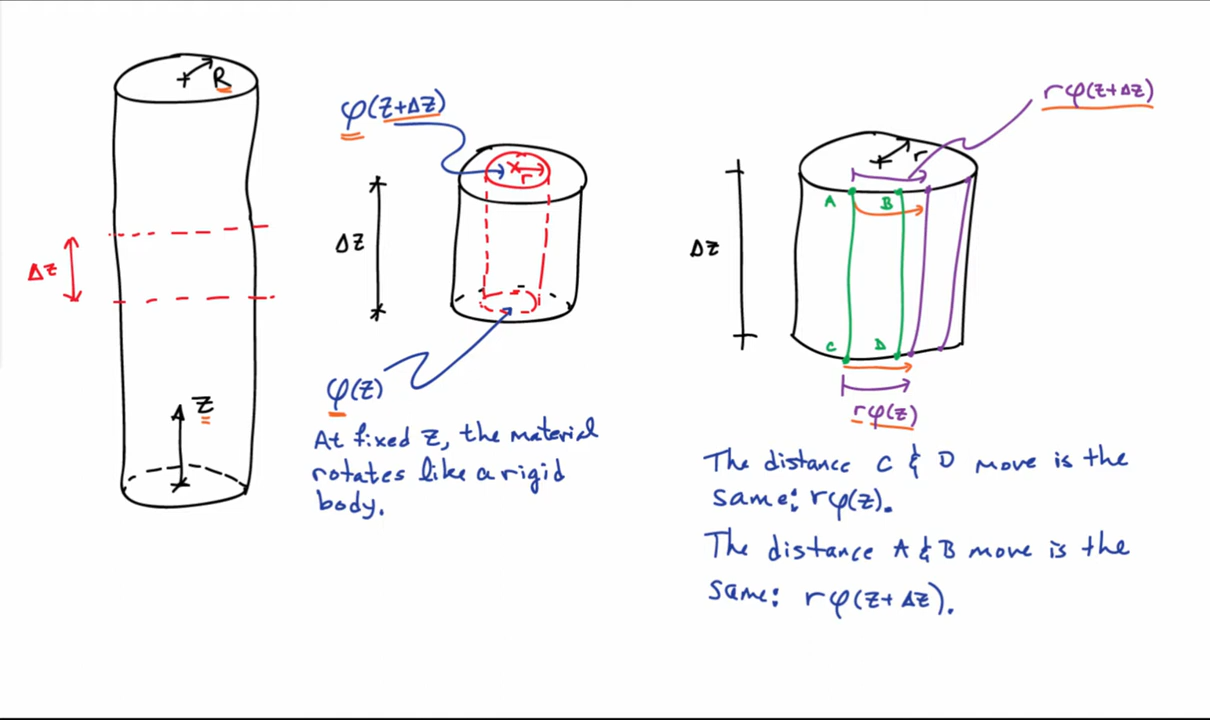 R
Δz
z
φ(z+Δz)
r
Δz
φ(z)
At fixed z, the material
rotates like a rigid
body.
rφ(z+Δz)
r
A B
Δz
C D
rφ(z)
The distance C & D move is the
same: rφ(z).
The distance A & B move is the
same: rφ(z+Δz).